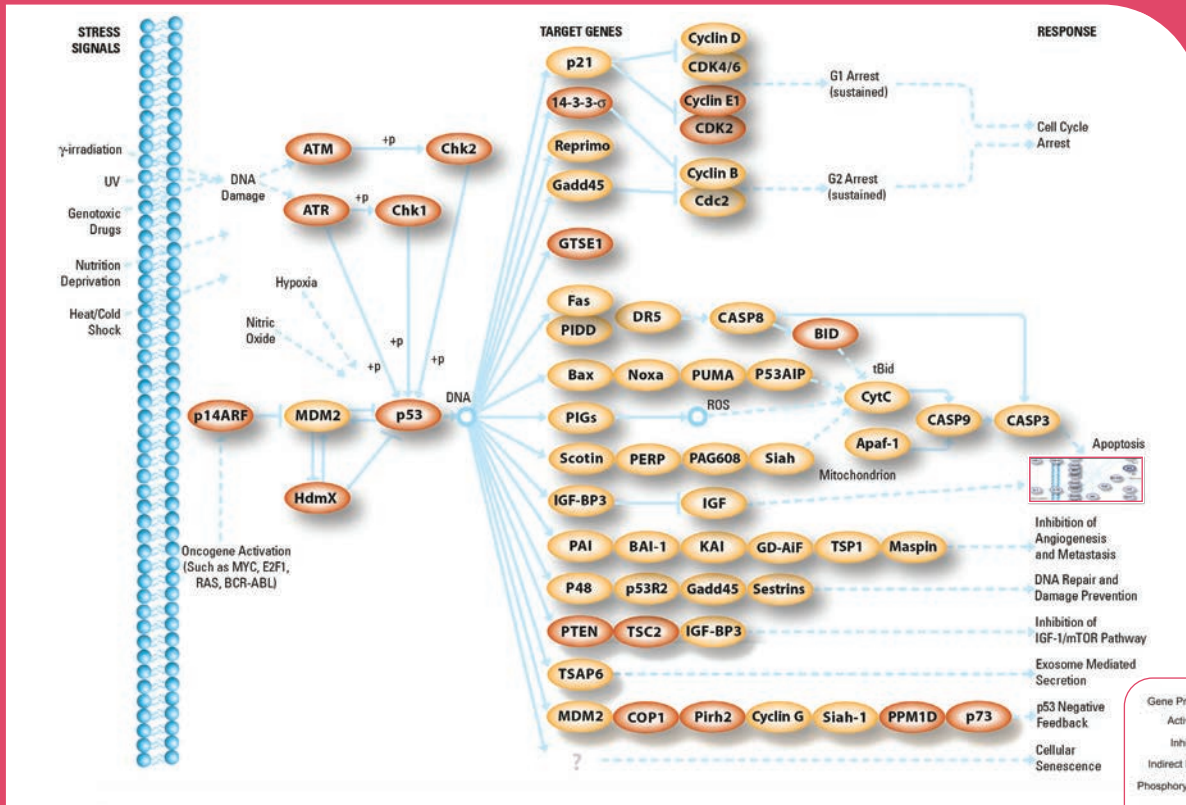 STRESS
SIGNALS
TARGET GENES
RESPONSE
γ-irradiation
UV
Genotoxic
Drugs
Nutrition
Deprivation
Heat/Cold
Shock
DNA
Damage
ATM
+p
Chk2
ATR
+p
Chk1
Hypoxia
Nitric
Oxide
+p
+p
+p
p14ARF
MDM2
p53
DNA
HdmX
Oncogene Activation
(Such as MYC, E2F1,
RAS, BCR-ABL)
p21
Cyclin D
CDK4/6
14-3-3-σ
Cyclin E1
CDK2
G1 Arrest
(sustained)
Cell Cycle
Arrest
Reprimo
Gadd45
Cyclin B
Cdc2
G2 Arrest
(sustained)
GTSE1
Fas
PIDD
DR5
CASP8
BID
tBid
Bax
Noxa
PUMA
P53AIP
CytC
PIGs
ROS
CASP9
CASP3
Apaf-1
Apoptosis
Scotin
PERP
PAG608
Siah
Mitochondrion
IGF-BP3
IGF
PAI
BAI-1
KAI
GD-AiF
TSP1
Maspin
Inhibition of
Angiogenesis
and Metastasis
P48
p53R2
Gadd45
Sestrins
DNA Repair and
Damage Prevention
PTEN
TSC2
IGF-BP3
Inhibition of
IGF-1/mTOR Pathway
TSAP6
Exosome Mediated
Secretion
MDM2
COP1
Pirh2
Cyclin G
Siah-1
PPM1D
p73
p53 Negative
Feedback
?
Cellular
Senescence
Gene Pr
Acti
Inh
Indirect
Phosphory